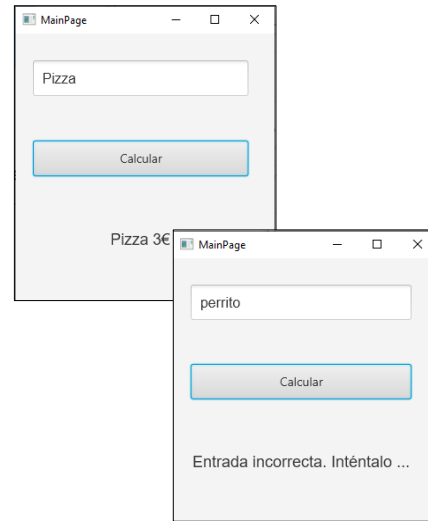 MainPage
Pizza
Calcular
Pizza 3€
MainPage
perrito
Calcular
Entrada incorrecta. Inténtalo ...